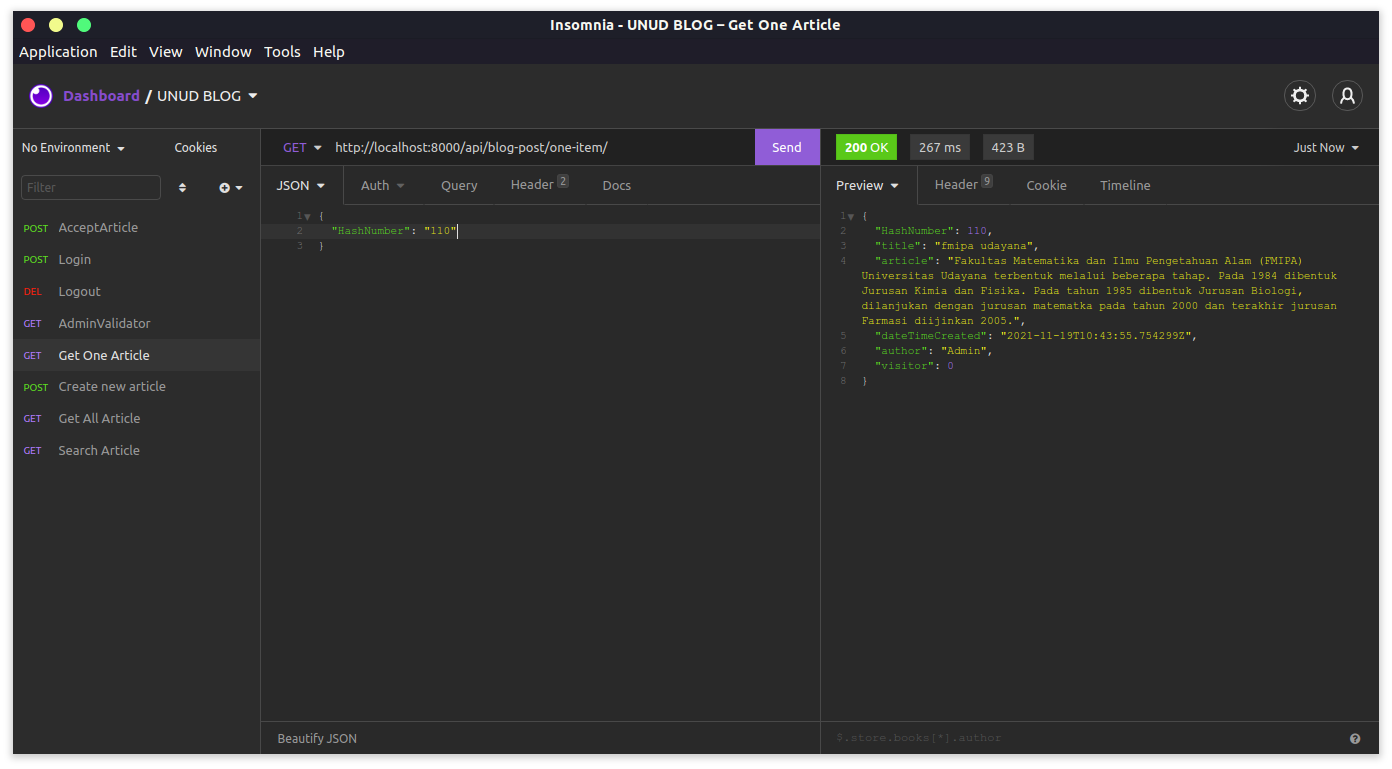 Insomnia - UNUD BLOG – Get One Article
Application Edit View Window Tools Help
Dashboard / UNUD BLOG
No Environment Cookies
Filter
POST AcceptArticle
POST Login
DEL Logout
GET AdminValidator
GET Get One Article
POST Create new article
GET Get All Article
GET Search Article
GET http://localhost:8000/api/blog-post/one-item/ Send
JSON Auth Query Header 2 Docs
1 {
2 "HashNumber": "110"
3 }
Beautify JSON
200 OK 267 ms 423 B Just Now
Preview Header 9 Cookie Timeline
1 {
2 "HashNumber": 110,
3 "title": "fmipa udayana",
4 "article": "Fakultas Matematika dan Ilmu Pengetahuan Alam (FMIPA)
Universitas Udayana terbentuk melalui beberapa tahap. Pada 1984 dibentuk
Jurusan Kimia dan Fisika. Pada tahun 1985 dibentuk Jurusan Biologi,
dilanjukan dengan jurusan matematka pada tahun 2000 dan terakhir jurusan
Farmasi diijinkan 2005.",
5 "dateTimeCreated": "2021-11-19T10:43:55.754299Z",
6 "author": "Admin",
7 "visitor": 0
8 }
$.store.books[*].author